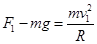 F₁ − mg = mv₁²/R